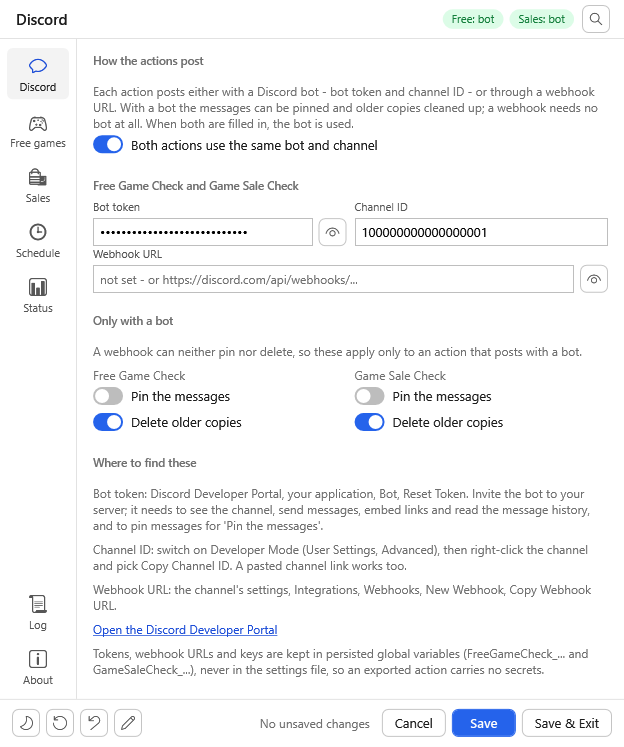 Discord
Free: bot
Sales: bot
Discord
Free games
Sales
Schedule
Status
Log
About
How the actions post
Each action posts either with a Discord bot - bot token and channel ID - or through a webhook
URL. With a bot the messages can be pinned and older copies cleaned up; a webhook needs no
bot at all. When both are filled in, the bot is used.
Both actions use the same bot and channel
Free Game Check and Game Sale Check
Bot token
Channel ID
••••••••••••••••••••••••••••
100000000000000001
Webhook URL
not set - or https://discord.com/api/webhooks/...
Only with a bot
A webhook can neither pin nor delete, so these apply only to an action that posts with a bot.
Free Game Check
Game Sale Check
Pin the messages
Pin the messages
Delete older copies
Delete older copies
Where to find these
Bot token: Discord Developer Portal, your application, Bot, Reset Token. Invite the bot to your
server; it needs to see the channel, send messages, embed links and read the message history,
and to pin messages for 'Pin the messages'.
Channel ID: switch on Developer Mode (User Settings, Advanced), then right-click the channel
and pick Copy Channel ID. A pasted channel link works too.
Webhook URL: the channel's settings, Integrations, Webhooks, New Webhook, Copy Webhook
URL.
Open the Discord Developer Portal
Tokens, webhook URLs and keys are kept in persisted global variables (FreeGameCheck_... and
GameSaleCheck_...), never in the settings file, so an exported action carries no secrets.
No unsaved changes
Cancel
Save
Save & Exit